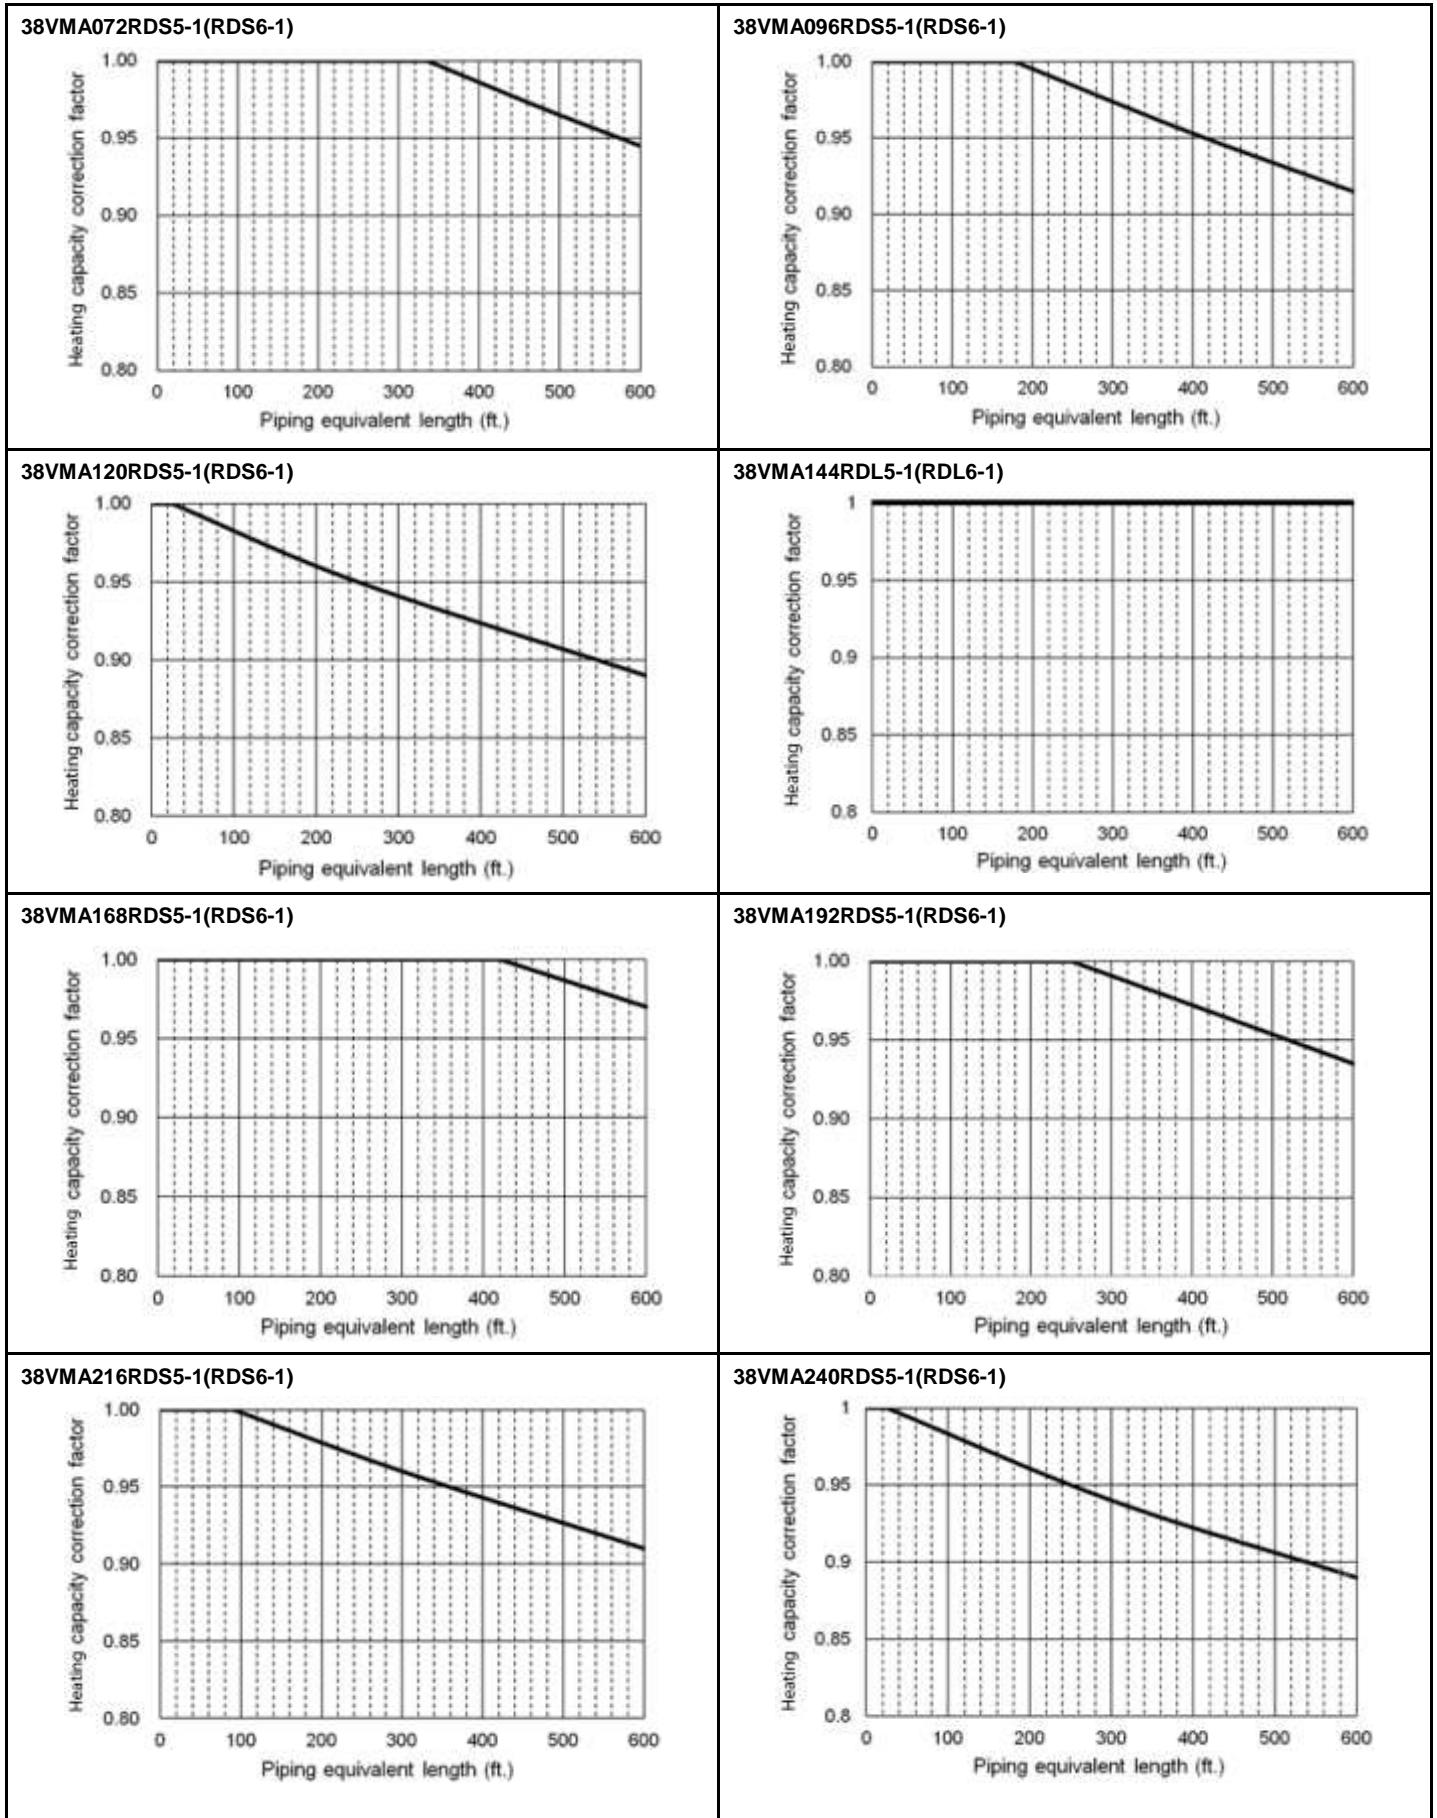 38VMA072RDS5-1(RDS6-1)
Heating capacity correction factor
1.00
0.95
0.90
0.85
0.80
0 100 200 300 400 500 600
Piping equivalent length (ft.)
38VMA096RDS5-1(RDS6-1)
Heating capacity correction factor
1.00
0.95
0.90
0.85
0.80
0 100 200 300 400 500 600
Piping equivalent length (ft.)
38VMA120RDS5-1(RDS6-1)
Heating capacity correction factor
1.00
0.95
0.90
0.85
0.80
0 100 200 300 400 500 600
Piping equivalent length (ft.)
38VMA144RDL5-1(RDL6-1)
Heating capacity correction factor
1
0.95
0.9
0.85
0.8
0 100 200 300 400 500 600
Piping equivalent length (ft.)
38VMA168RDS5-1(RDS6-1)
Heating capacity correction factor
1.00
0.95
0.90
0.85
0.80
0 100 200 300 400 500 600
Piping equivalent length (ft.)
38VMA192RDS5-1(RDS6-1)
Heating capacity correction factor
1.00
0.95
0.90
0.85
0.80
0 100 200 300 400 500 600
Piping equivalent length (ft.)
38VMA216RDS5-1(RDS6-1)
Heating capacity correction factor
1.00
0.95
0.90
0.85
0.80
0 100 200 300 400 500 600
Piping equivalent length (ft.)
38VMA240RDS5-1(RDS6-1)
Heating capacity correction factor
1
0.95
0.9
0.85
0.8
0 100 200 300 400 500 600
Piping equivalent length (ft.)